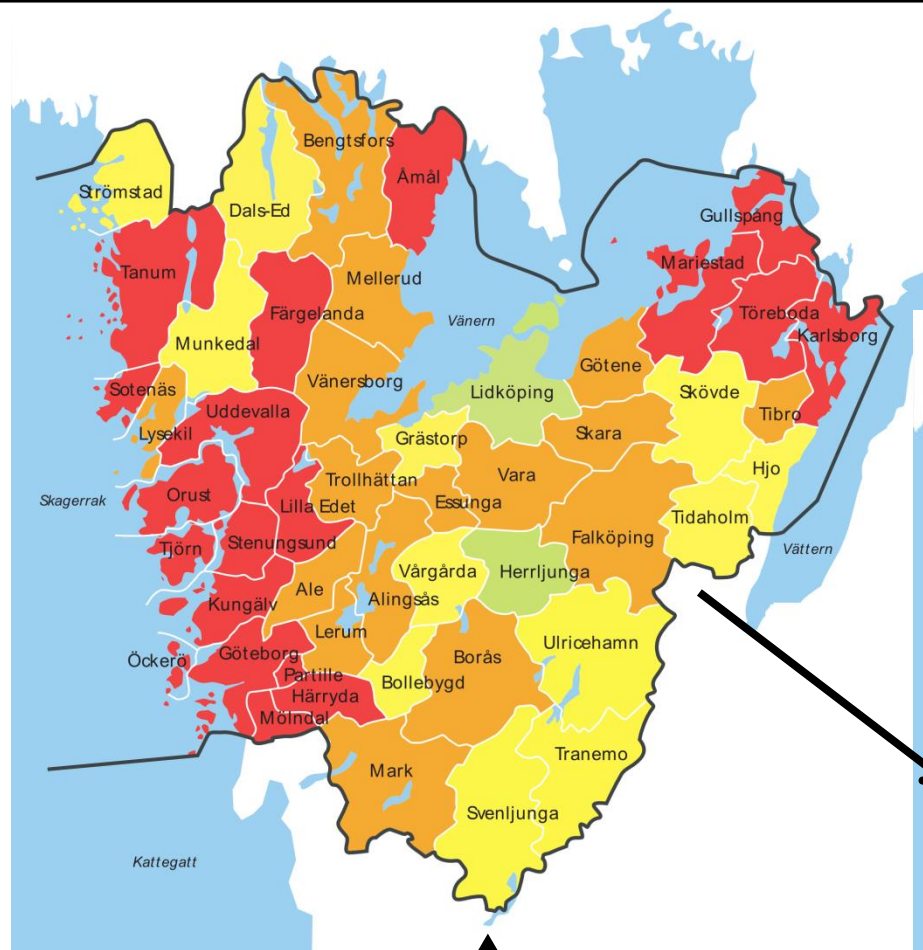 Bengtsfors
Åmål
Strömstad
Dals-Ed
Gullspång
Mariestad
Tanum
Mellerud
Färgelanda
Töreboda
Vänern
Karlsborg
Munkedal
Götene
Vänersborg
Sotenäs
Lidköping
Skövde
Uddevalla
Tibro
Lysekil
Grästorp
Skara
Hjo
Trollhättan
Vara
Skagerrak
Orust
Lilla Edet
Essunga
Tidaholm
Falköping
Tjörn
Stenungsund
Vättern
Vårgårda
Herrljunga
Ale
Kungälv
Alingsås
Lerum
Ulricehamn
Öckerö
Göteborg
Borås
Partille
Bollebygd
Härryda
Mölndal
Tranemo
Mark
Svenljunga
Kattegatt